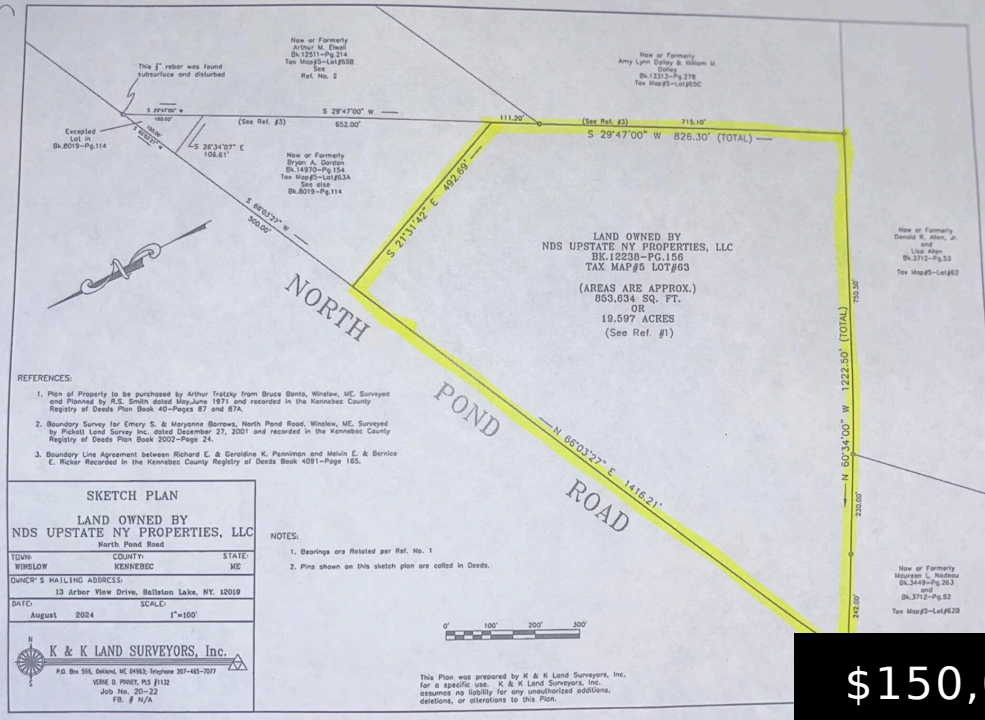 Now or Formerly
Arthur M. Elwell
Bk.12511-Pg.214
Tax Map#5-Lot#65B
See
Ref. No. 2
Now or Formerly
Amy Lynn Dolley & William M.
Dolley
Bk.13313-Pg.278
Tax Map#5-Lot#65C
This ½" rebar was found
subsurface and disturbed
S 29'47'00" W
180.00'
(See Ref. #3)
S 29'47'00" W
652.00'
111.20'
(See Ref. #3)
715.10'
S 29'47'00" W 826.30' (TOTAL)
Excepted
Lot in
Bk.8019-Pg.114
150.00'
S 66'03'27" W
S 26'34'07" E
106.61'
Now or Formerly
Bryan A. Gordon
Bk.14970-Pg.154
Tax Map#5-Lot#63A
See also
Bk.8019-Pg.114
S 21'31'42" E 492.69'
S 66'03'27" W
500.00'
LAND OWNED BY
NDS UPSTATE NY PROPERTIES, LLC
BK.12238-PG.156
TAX MAP#5 LOT#63
(AREAS ARE APPROX.)
853,634 SQ. FT.
OR
19.597 ACRES
(See Ref. #1)
Now or Formerly
Donald R. Allen, Jr.
and
Lisa Allen
Bk.3712-Pg.53
Tax Map#5-Lot#62
750.50'
N 60'34'00" W 1222.50' (TOTAL)
230.00'
242.00'
NORTH
POND
ROAD
N 66'03'27" E 1416.21'
Now or Formerly
Maureen L. Nadeau
Bk.3449-Pg.263
and
Bk.3712-Pg.52
Tax Map#5-Lot#62B
REFERENCES:
1. Plan of Property to be purchased by Arthur Trotzky from Bruce Bonta, Winslow, ME. Surveyed
and Planned by R.S. Smith dated May,June 1971 and recorded in the Kennebec County
Registry of Deeds Plan Book 40-Pages 87 and 87A.
2. Boundary Survey for Emery S. & Maryanne Barrows, North Pond Road, Winslow, ME. Surveyed
by Pickett Land Survey Inc. dated December 27, 2001 and recorded in the Kennebec County
Registry of Deeds Plan Book 2002-Page 24.
3. Boundary Line Agreement between Richard E. & Geraldine K. Penniman and Melvin E. & Bernice
E. Ricker Recorded in the Kennebec County Registry of Deeds Book 4091-Page 165.
SKETCH PLAN
LAND OWNED BY
NDS UPSTATE NY PROPERTIES, LLC
North Pond Road
TOWN: COUNTY: STATE:
WINSLOW KENNEBEC ME
OWNER'S MAILING ADDRESS:
13 Arbor View Drive, Ballston Lake, NY. 12019
DATE: SCALE:
August 2024 1"=100'
N
K & K LAND SURVEYORS, Inc.
P.O. Box 506, Oakland, ME 04963; Telephone 207-465-7077
VERNE D. PINNEY, PLS #1132
Job No. 20-22
FB. # N/A
S
NOTES:
1. Bearings are Rotated per Ref. No. 1
2. Pins shown on this sketch plan are called in Deeds.
0' 100' 200' 300'
This Plan was prepared by K & K Land Surveyors, Inc.
for a specific use. K & K Land Surveyors, Inc.
assumes no liability for any unauthorized additions,
deletions, or alterations to this Plan.
$150,